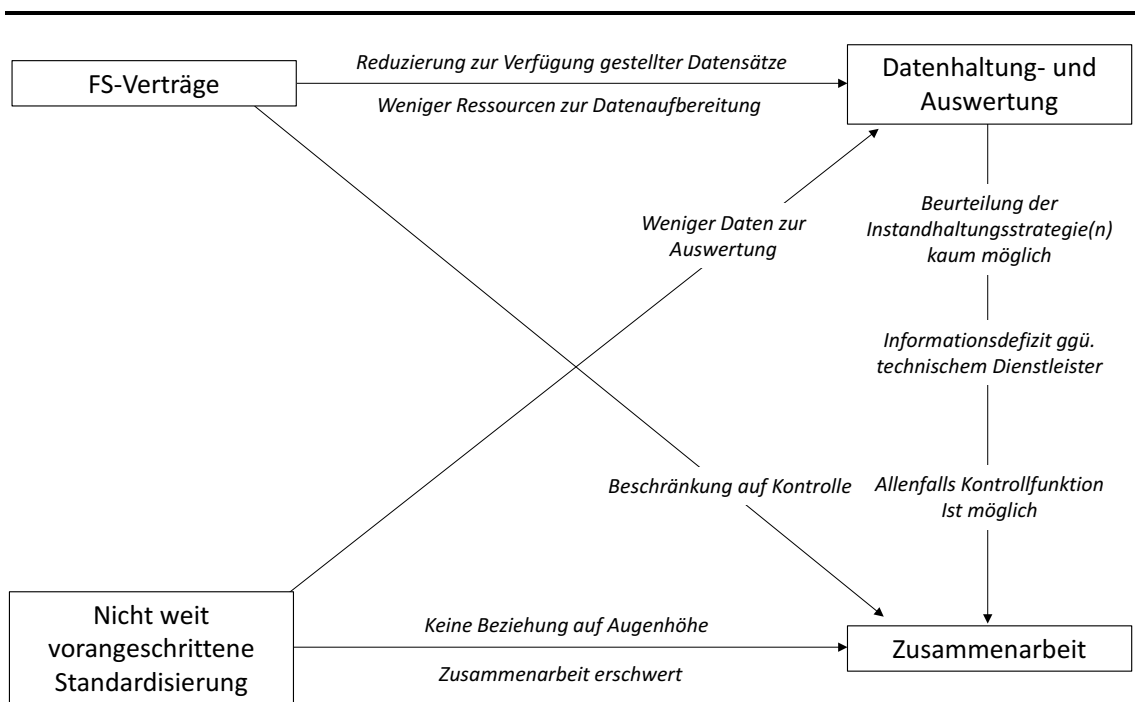 FS-Verträge
Reduzierung zur Verfügung gestellter Datensätze
Weniger Ressourcen zur Datenaufbereitung
Datenhaltung- und
Auswertung
Weniger Daten zur
Auswertung
Beurteilung der
Instandhaltungsstrategie(n)
kaum möglich
Informationsdefizit ggü.
technischem Dienstleister
Beschränkung auf Kontrolle
Allenfalls Kontrollfunktion
Ist möglich
Nicht weit
vorangeschrittene
Standardisierung
Keine Beziehung auf Augenhöhe
Zusammenarbeit erschwert
Zusammenarbeit